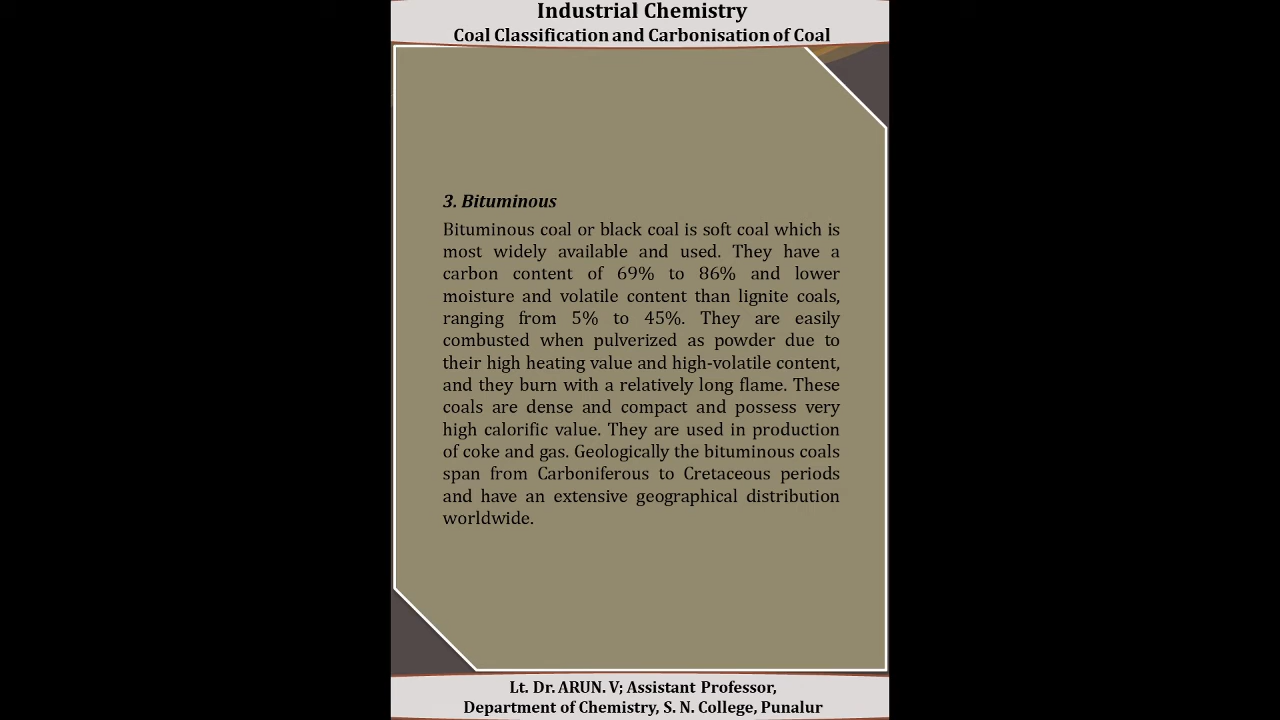 Industrial Chemistry
Coal Classification and Carbonisation of Coal
3. Bituminous
Bituminous coal or black coal is soft coal which is
most widely available and used. They have a
carbon content of 69% to 86% and lower
moisture and volatile content than lignite coals,
ranging from 5% to 45%. They are easily
combusted when pulverized as powder due to
their high heating value and high-volatile content,
and they burn with a relatively long flame. These
coals are dense and compact and possess very
high calorific value. They are used in production
of coke and gas. Geologically the bituminous coals
span from Carboniferous to Cretaceous periods
and have an extensive geographical distribution
worldwide.
Lt. Dr. ARUN. V; Assistant Professor,
Department of Chemistry, S. N. College, Punalur